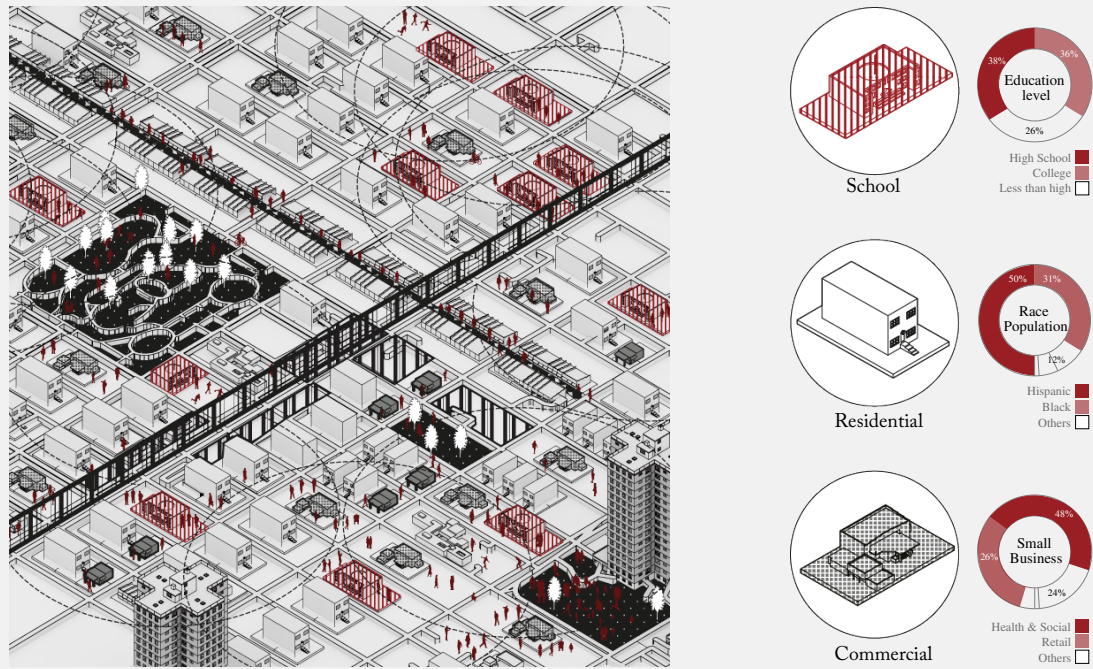 School
38%
36%
Education
level
26%
High School
College
Less than high
Residential
50%
31%
Race
Population
12%
Hispanic
Black
Others
Commercial
48%
26%
Small
Business
24%
Health & Social
Retail
Others